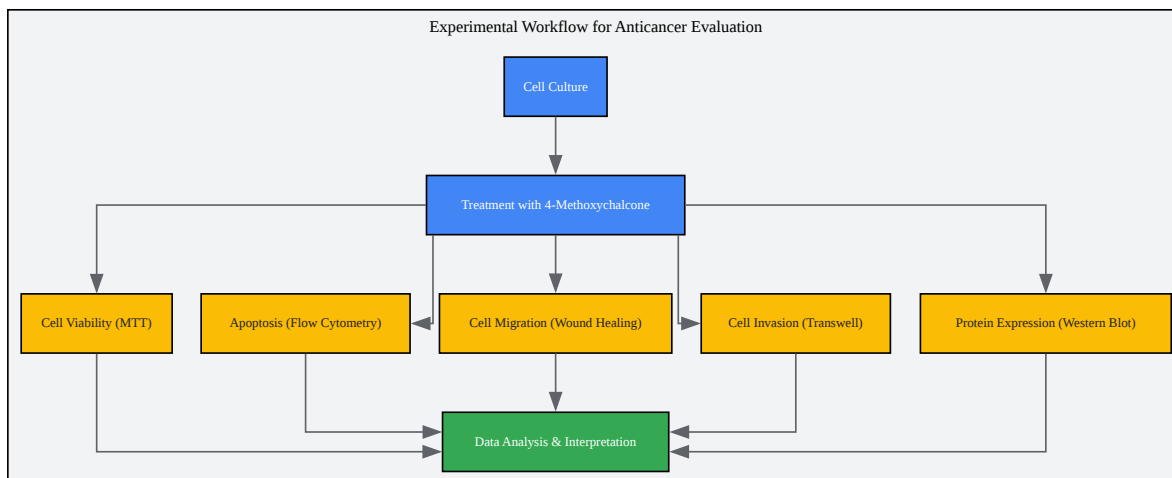 Experimental Workflow for Anticancer Evaluation
Cell Culture
Treatment with 4-Methoxychalcone
Cell Viability (MTT)
Apoptosis (Flow Cytometry)
Cell Migration (Wound Healing)
Cell Invasion (Transwell)
Protein Expression (Western Blot)
Data Analysis & Interpretation